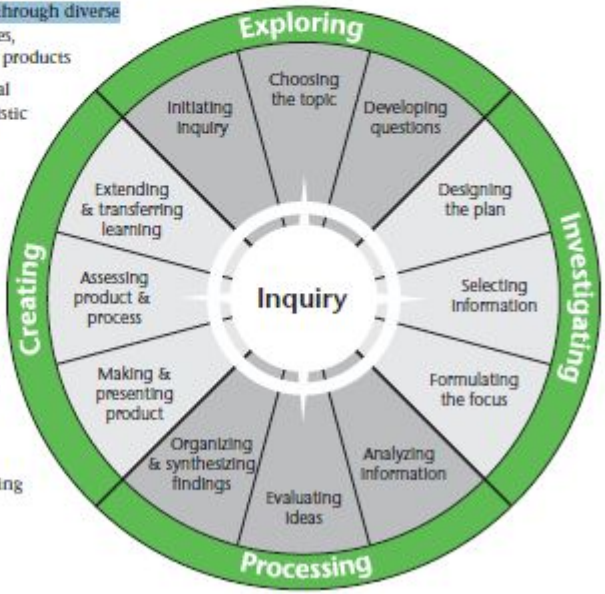 through diverse
es,
products
al
stic
ing
Exploring
Initiating
inquiry
Choosing
the topic
Developing
questions
Investigating
Designing
the plan
Selecting
information
Formulating
the focus
Processing
Analyzing
information
Evaluating
ideas
Organizing
& synthesizing
findings
Creating
Making &
presenting
product
Assessing
product &
process
Extending
& transferring
learning
Inquiry